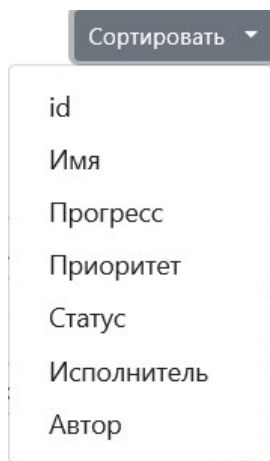 Сортировать
id
Имя
Прогресс
Приоритет
Статус
Исполнитель
Автор